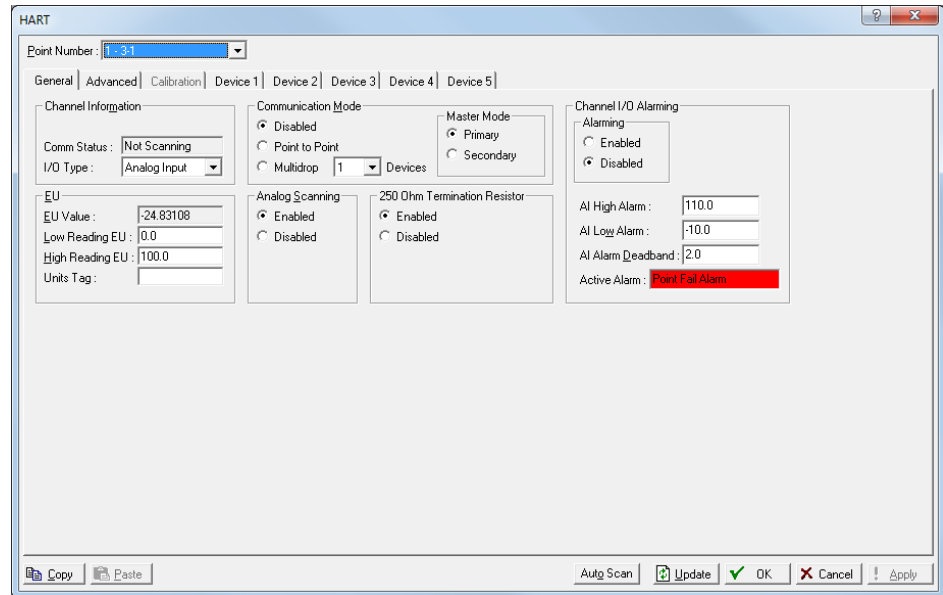 HART
Point Number : 1 - 3-1
General Advanced Calibration Device 1 Device 2 Device 3 Device 4 Device 5
Channel Information
Comm Status : Not Scanning
I/O Type : Analog Input
Communication Mode
Disabled
Point to Point
Multidrop 1 Devices
Master Mode
Primary
Secondary
Channel I/O Alarming
Alarming
Enabled
Disabled
AI High Alarm : 110.0
AI Low Alarm : -10.0
AI Alarm Deadband : 2.0
Active Alarm : Point Fail Alarm
EU
EU Value : -24.83108
Low Reading EU : 0.0
High Reading EU : 100.0
Units Tag :
Analog Scanning
Enabled
Disabled
250 Ohm Termination Resistor
Enabled
Disabled
Copy Paste Auto Scan Update OK Cancel Apply